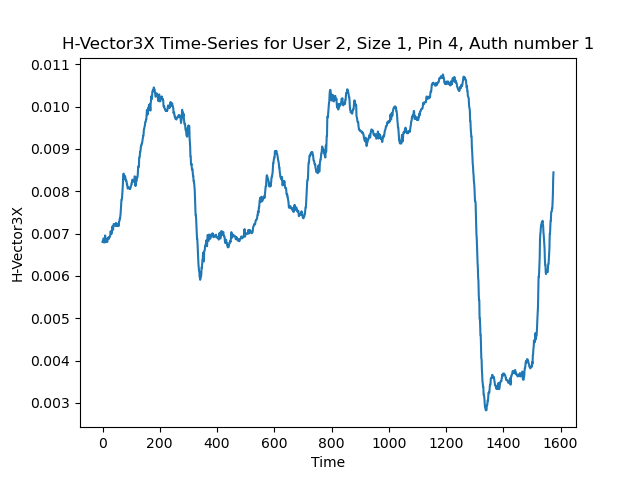 H-Vector3X Time-Series for User 2, Size 1, Pin 4, Auth number 1
0.011
0.010
0.009
0.008
0.007
0.006
0.005
0.004
0.003
H-Vector3X
0 200 400 600 800 1000 1200 1400 1600
Time